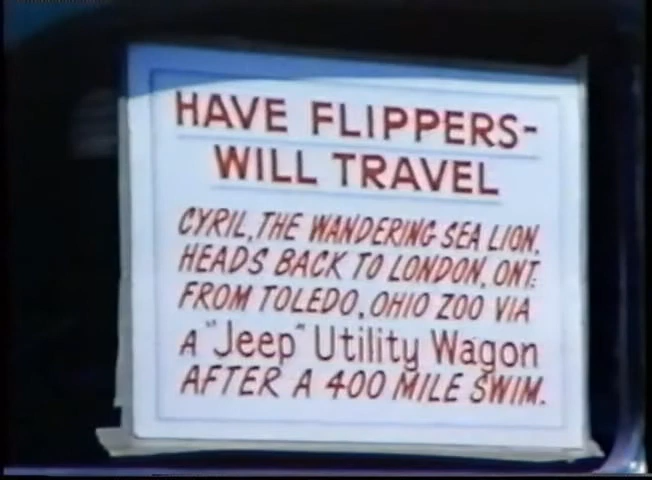 HAVE FLIPPERS-
WILL TRAVEL
CYRIL, THE WANDERING SEA LION,
HEADS BACK TO LONDON, ONT.
FROM TOLEDO, OHIO ZOO VIA
A "Jeep" Utility Wagon
AFTER A 400 MILE SWIM.